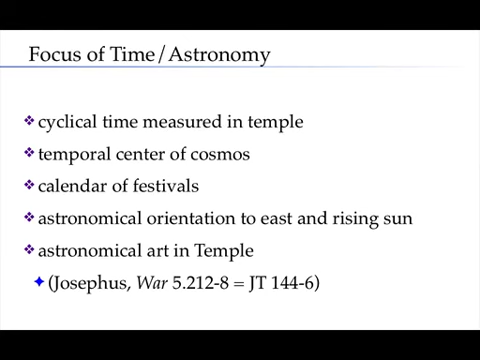 Focus of Time/Astronomy
cyclical time measured in temple
temporal center of cosmos
calendar of festivals
astronomical orientation to east and rising sun
astronomical art in Temple
(Josephus, War 5.212-8 = JT 144-6)